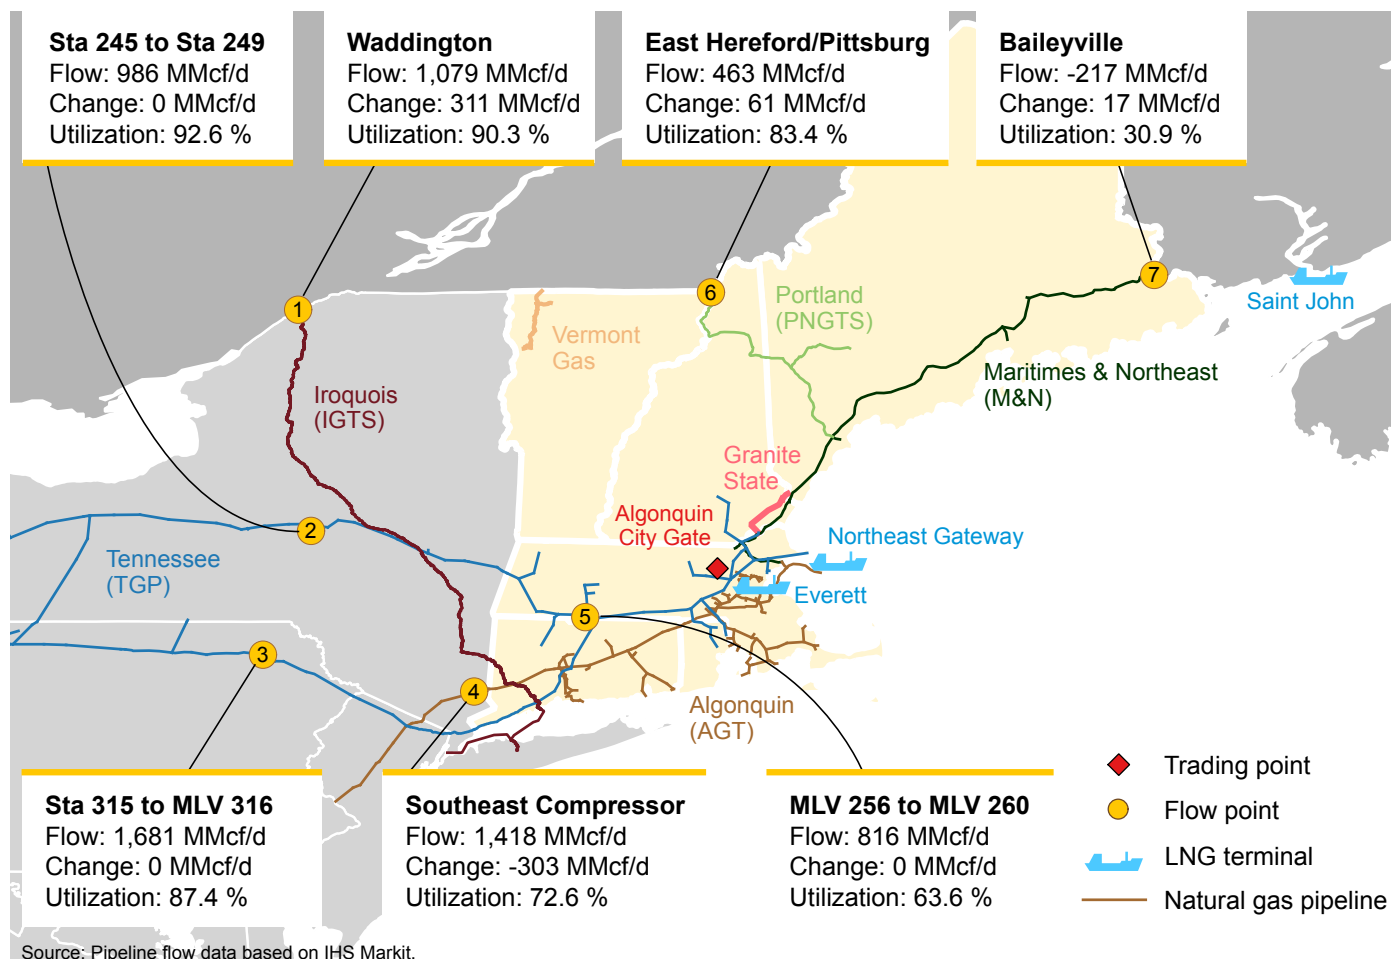 Sta 245 to Sta 249
Flow: 986 MMcf/d
Change: 0 MMcf/d
Utilization: 92.6 %
Waddington
Flow: 1,079 MMcf/d
Change: 311 MMcf/d
Utilization: 90.3 %
East Hereford/Pittsburg
Flow: 463 MMcf/d
Change: 61 MMcf/d
Utilization: 83.4 %
Baileyville
Flow: -217 MMcf/d
Change: 17 MMcf/d
Utilization: 30.9 %
1
6
7
Saint John
Portland
(PNGTS)
Vermont
Gas
Maritimes & Northeast
(M&N)
Iroquois
(IGTS)
Granite
State
Algonquin
City Gate
2
Northeast Gateway
Tennessee
(TGP)
Everett
5
3
4
Algonquin
(AGT)
Sta 315 to MLV 316
Flow: 1,681 MMcf/d
Change: 0 MMcf/d
Utilization: 87.4 %
Southeast Compressor
Flow: 1,418 MMcf/d
Change: -303 MMcf/d
Utilization: 72.6 %
MLV 256 to MLV 260
Flow: 816 MMcf/d
Change: 0 MMcf/d
Utilization: 63.6 %
Trading point
Flow point
LNG terminal
Natural gas pipeline
Source: Pipeline flow data based on IHS Markit.